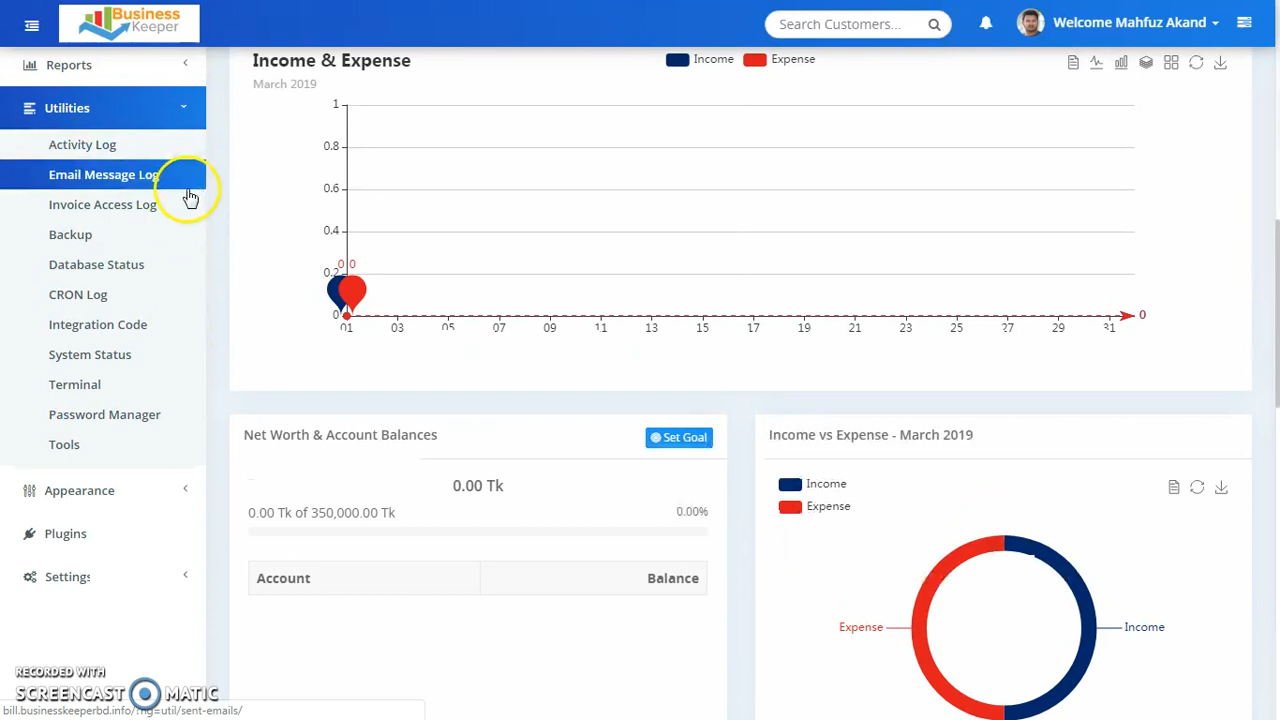 Business
Keeper
Search Customers...
Welcome Mahfuz Akand
Reports
Utilities
Activity Log
Email Message Log
Invoice Access Log
Backup
Database Status
CRON Log
Integration Code
System Status
Terminal
Password Manager
Tools
Appearance
Plugins
Settings
Income & Expense
March 2019
Income
Expense
1
0.8
0.6
0.4
0.2
0
0 0
0
01 03 05 07 09 11 13 15 17 19 21 23 25 27 29 31
Net Worth & Account Balances
Set Goal
0.00 Tk
0.00 Tk of 350,000.00 Tk
0.00%
Account Balance
Income vs Expense - March 2019
Income
Expense
Expense
Income
RECORDED WITH
SCREENCAST MATIC
bill.businesskeeperbd.info/?ng=util/sent-emails/